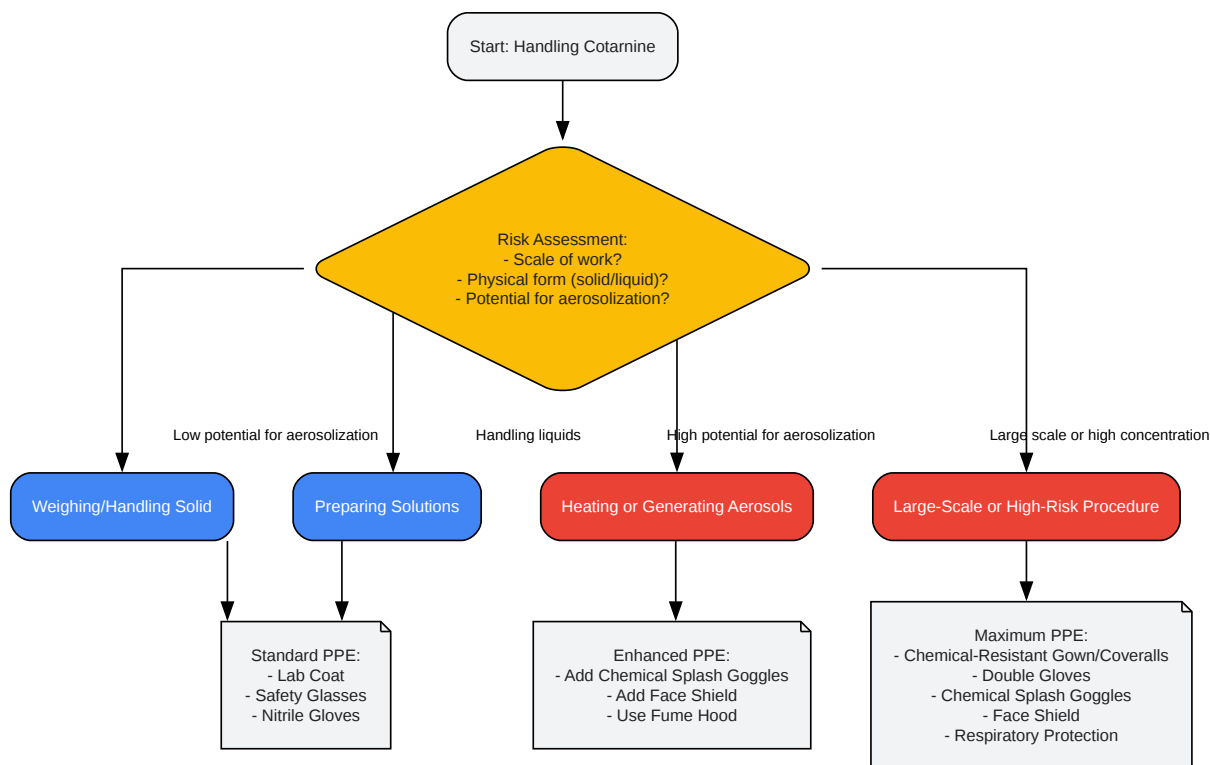 Start: Handling Cotarnine
Risk Assessment:
- Scale of work?
- Physical form (solid/liquid)?
- Potential for aerosolization?
Low potential for aerosolization
Handling liquids
High potential for aerosolization
Large scale or high concentration
Weighing/Handling Solid
Preparing Solutions
Heating or Generating Aerosols
Large-Scale or High-Risk Procedure
Standard PPE:
- Lab Coat
- Safety Glasses
- Nitrile Gloves
Enhanced PPE:
- Add Chemical Splash Goggles
- Add Face Shield
- Use Fume Hood
Maximum PPE:
- Chemical-Resistant Gown/Coveralls
- Double Gloves
- Chemical Splash Goggles
- Face Shield
- Respiratory Protection